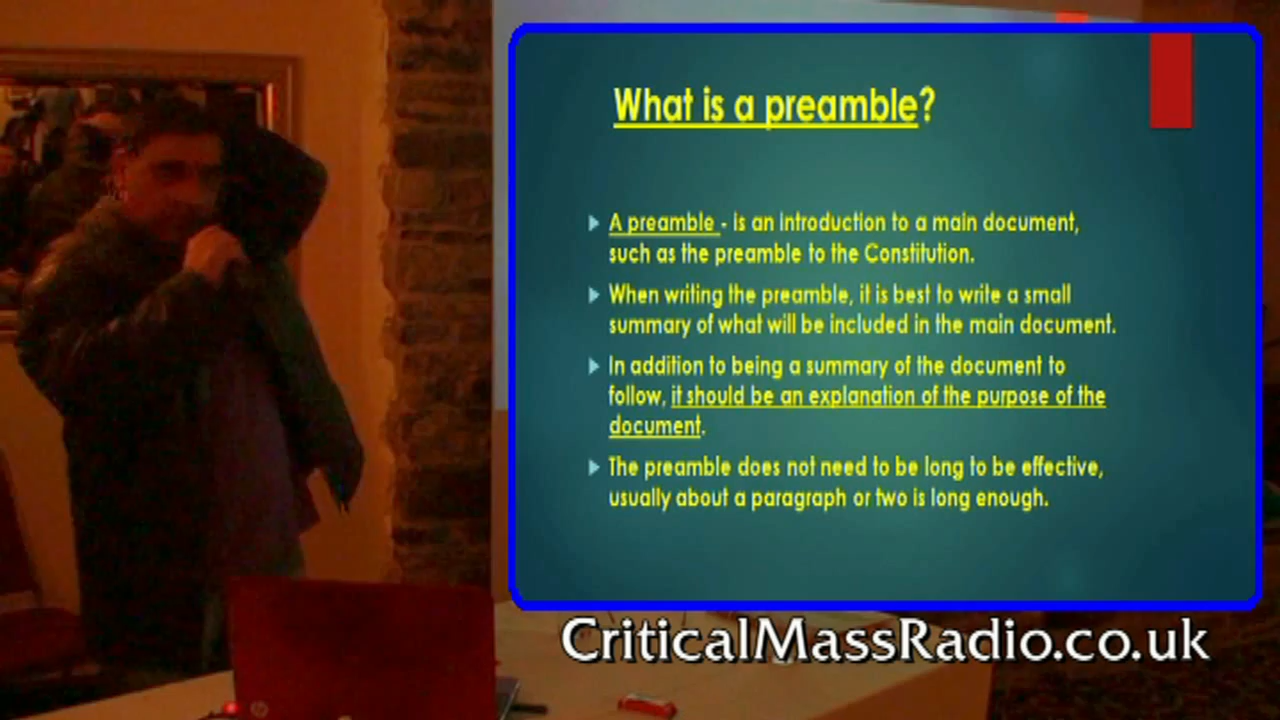 What is a preamble?
A preamble - is an introduction to a main document,
such as the preamble to the Constitution.
When writing the preamble, it is best to write a small
summary of what will be included in the main document.
In addition to being a summary of the document to
follow, it should be an explanation of the purpose of the
document.
The preamble does not need to be long to be effective,
usually about a paragraph or two is long enough.
CriticalMassRadio.co.uk
hp